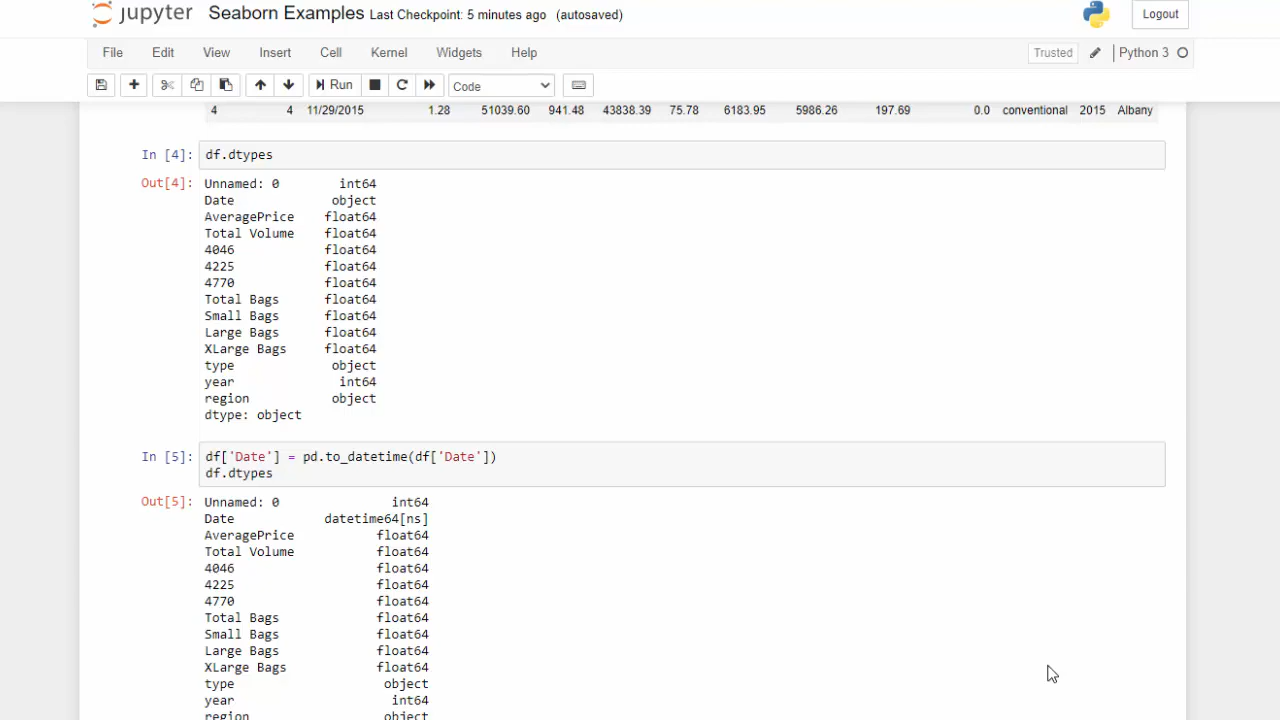 jupyter Seaborn Examples Last Checkpoint: 5 minutes ago (autosaved) Logout
File Edit View Insert Cell Kernel Widgets Help Trusted Python 3
Run Code
4 4 11/29/2015 1.28 51039.60 941.48 43838.39 75.78 6183.95 5986.26 197.69 0.0 conventional 2015 Albany
In [4]: df.dtypes
Out[4]: Unnamed: 0 int64
Date object
AveragePrice float64
Total Volume float64
4046 float64
4225 float64
4770 float64
Total Bags float64
Small Bags float64
Large Bags float64
XLarge Bags float64
type object
year int64
region object
dtype: object
In [5]: df['Date'] = pd.to_datetime(df['Date'])
df.dtypes
Out[5]: Unnamed: 0 int64
Date datetime64[ns]
AveragePrice float64
Total Volume float64
4046 float64
4225 float64
4770 float64
Total Bags float64
Small Bags float64
Large Bags float64
XLarge Bags float64
type object
year int64
region object